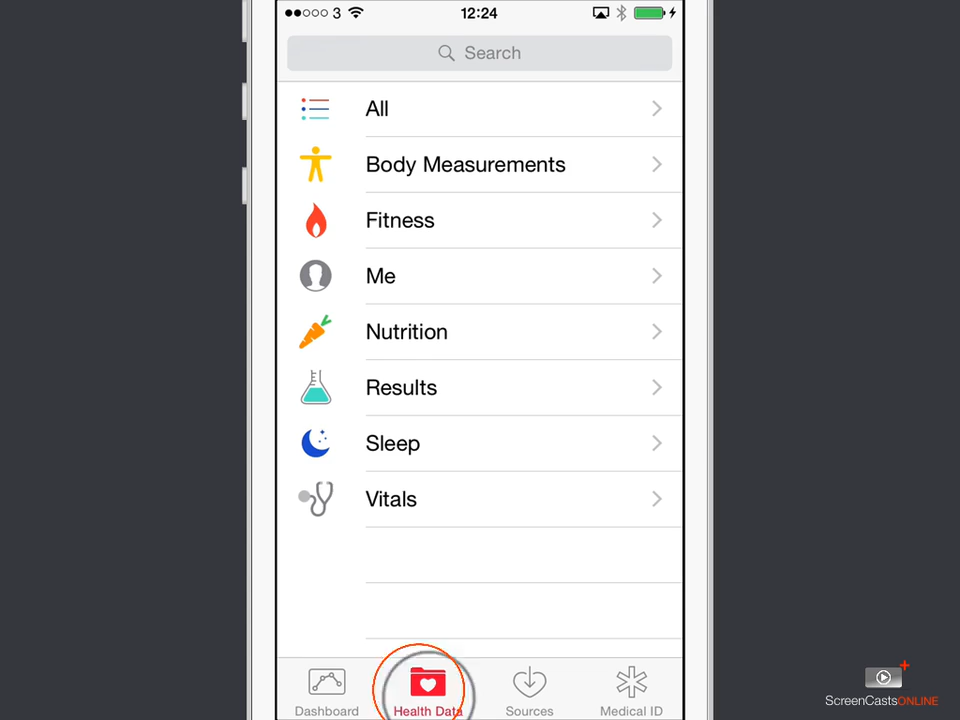 3 12:24
Search
All
Body Measurements
Fitness
Me
Nutrition
Results
Sleep
Vitals
Dashboard Health Data Sources Medical ID
ScreenCastsONLINE